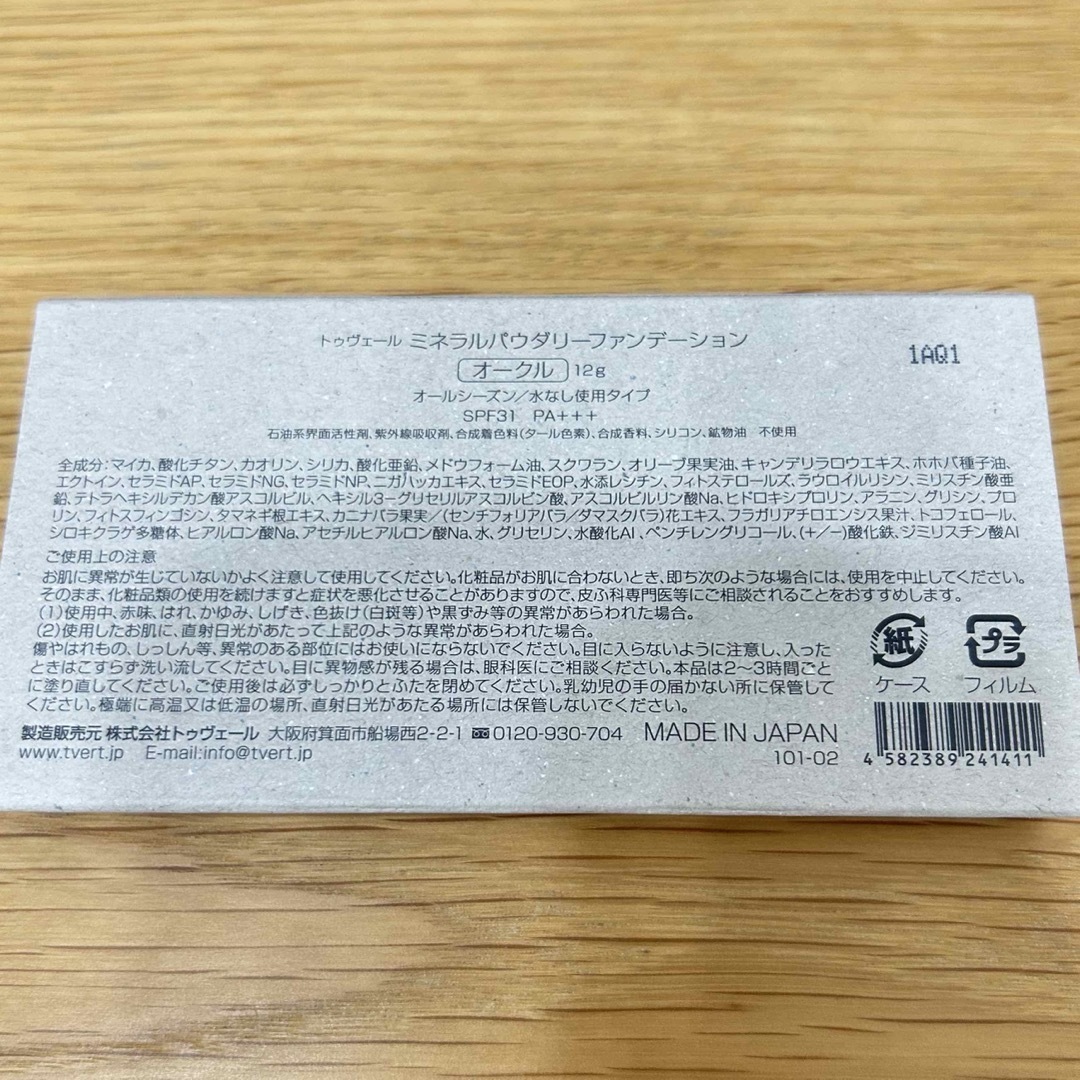 トゥヴェール ミネラルパウダリーファンデーション
1AQ1
オークル 12g
オールシーズン/水なし使用タイプ
SPF31 PA+++
石油系界面活性剤、紫外線吸収剤、合成着色料(タール色素)、合成香料、シリコン、鉱物油 不使用
全成分:マイカ、酸化チタン、カオリン、シリカ、酸化亜鉛、メドウフォーム油、スクワラン、オリーブ果実油、キャンデリラロウエキス、ホホバ種子油、
エクトイン、セラミドAP、セラミドNG、セラミドNP、ニガハッカエキス、セラミドEOP、水添レシチン、フィトステロールズ、ラウロイルリシン、ミリスチン酸亜
鉛、テトラヘキシルデカン酸アスコルビル、ヘキシル3-グリセリルアスコルビン酸、アスコルビルリン酸Na、ヒドロキシプロリン、アラニン、グリシン、プロ
リン、フィトスフィンゴシン、タマネギ根エキス、カニナバラ果実/(センチフォリアバラ/ダマスクバラ)花エキス、フラガリアチロエンシス果汁、トコフェロール、
シロキクラゲ多糖体、ヒアルロン酸Na、アセチルヒアルロン酸Na、水、グリセリン、水酸化Al、ペンチレングリコール、(+/−)酸化鉄、ジミリスチン酸Al
ご使用上の注意
お肌に異常が生じていないかよく注意して使用してください。化粧品がお肌に合わないとき、即ち次のような場合には、使用を中止してください。
そのまま、化粧品類の使用を続けますと症状を悪化させることがありますので、皮ふ科専門医等にご相談されることをおすすめします。
(1)使用中、赤味、はれ、かゆみ、しげき、色抜け(白斑等)や黒ずみ等の異常があらわれた場合。
(2)使用したお肌に、直射日光があたって上記のような異常があらわれた場合。
傷やはれもの、しっしん等、異常のある部位にはお使いにならないでください。目に入らないように注意し、入った
ときはこすらず洗い流してください。目に異物感が残る場合は、眼科医にご相談ください。本品は2〜3時間ごと
に塗り直してください。ご使用後は必ずしっかりとふたを閉めてください。乳幼児の手の届かない所に保管して
ください。極端に高温又は低温の場所、直射日光があたる場所には保管しないでください。
紙
ケース
プラ
フィルム
製造販売元 株式会社トゥヴェール 大阪府箕面市船場西2-2-1 0120-930-704 MADE IN JAPAN
www.tvert.jp E-mail:info@tvert.jp
101-02
4 582389 241411